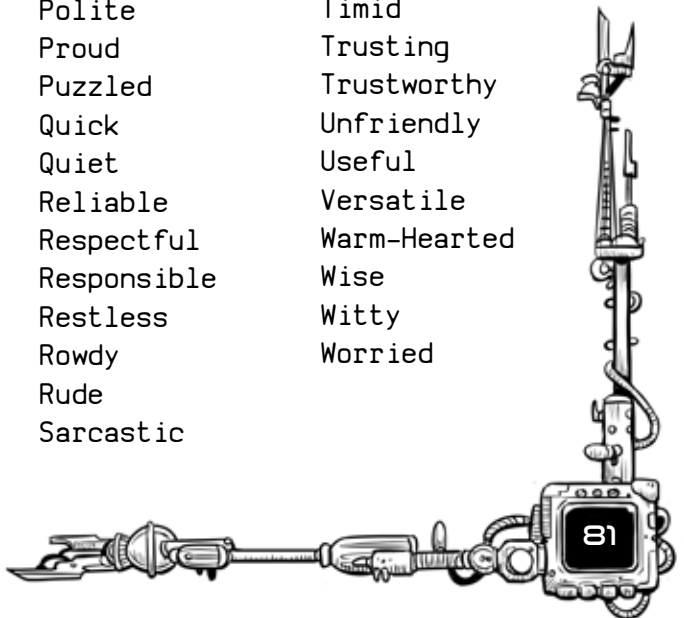 Polite
Proud
Puzzled
Quick
Quiet
Reliable
Respectful
Responsible
Restless
Rowdy
Rude
Sarcastic
Timid
Trusting
Trustworthy
Unfriendly
Useful
Versatile
Warm-Hearted
Wise
Witty
Worried
81